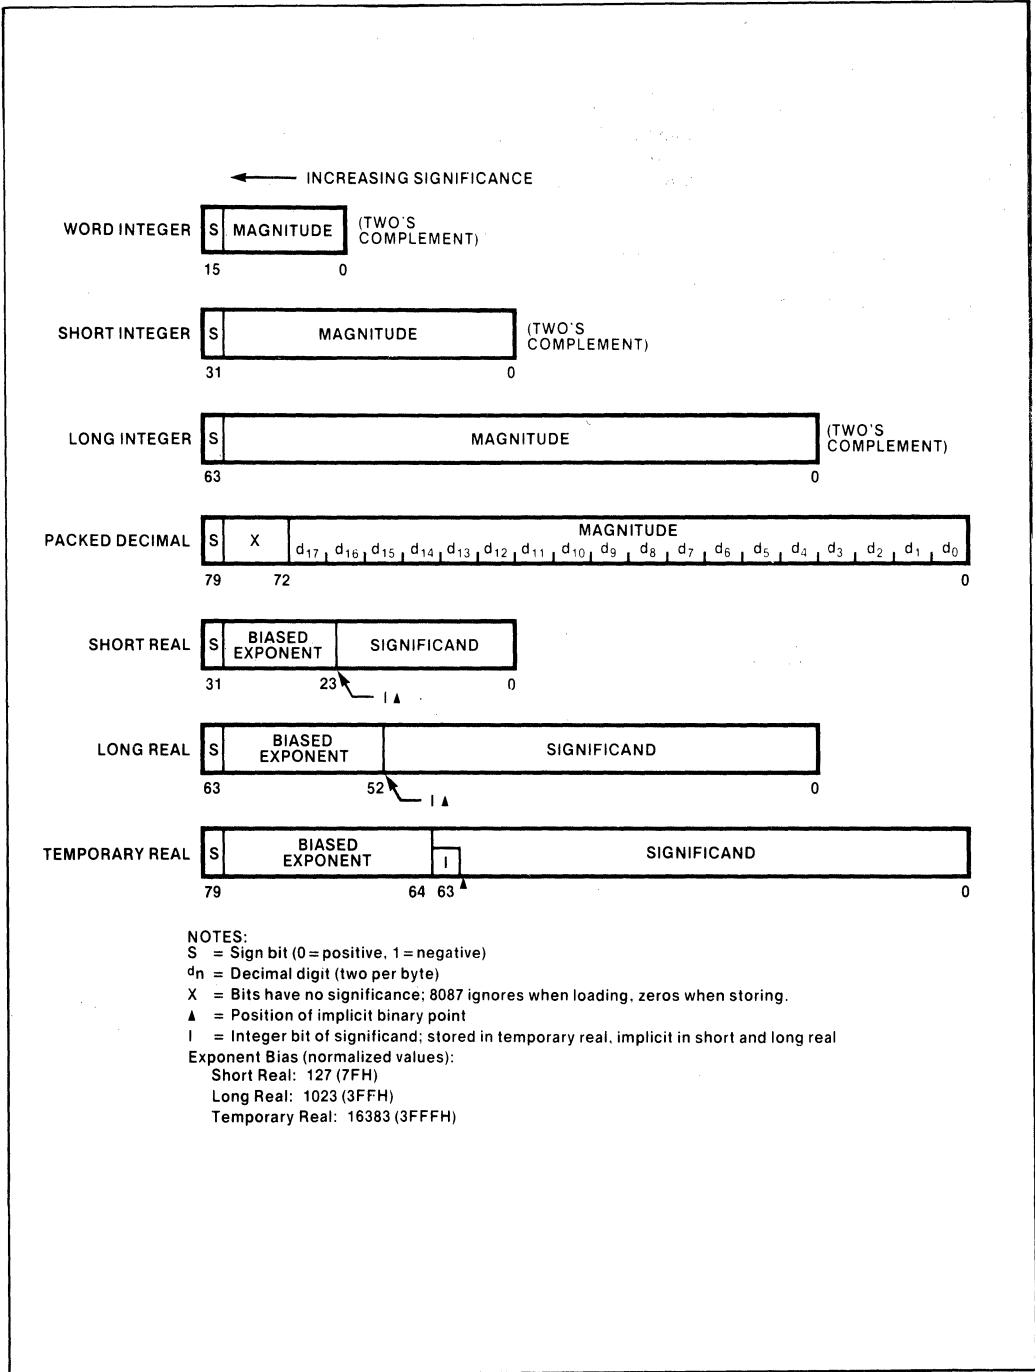 INCREASING SIGNIFICANCE
WORD INTEGER S MAGNITUDE (TWO'S
COMPLEMENT)
15 0
SHORT INTEGER S MAGNITUDE (TWO'S
COMPLEMENT)
31 0
LONG INTEGER S MAGNITUDE (TWO'S
COMPLEMENT)
63 0
PACKED DECIMAL S X MAGNITUDE
d17 d16 d15 d14 d13 d12 d11 d10 d9 d8 d7 d6 d5 d4 d3 d2 d1 d0
79 72 0
SHORT REAL S BIASED
EXPONENT SIGNIFICAND
31 23 0
I ▲
LONG REAL S BIASED
EXPONENT SIGNIFICAND
63 52 0
I ▲
TEMPORARY REAL S BIASED
EXPONENT I SIGNIFICAND
79 64 63 ▲ 0
NOTES:
S = Sign bit (0 = positive, 1 = negative)
dn = Decimal digit (two per byte)
X = Bits have no significance; 8087 ignores when loading, zeros when storing.
▲ = Position of implicit binary point
I = Integer bit of significand; stored in temporary real, implicit in short and long real
Exponent Bias (normalized values):
Short Real: 127 (7FH)
Long Real: 1023 (3FFH)
Temporary Real: 16383 (3FFFH)